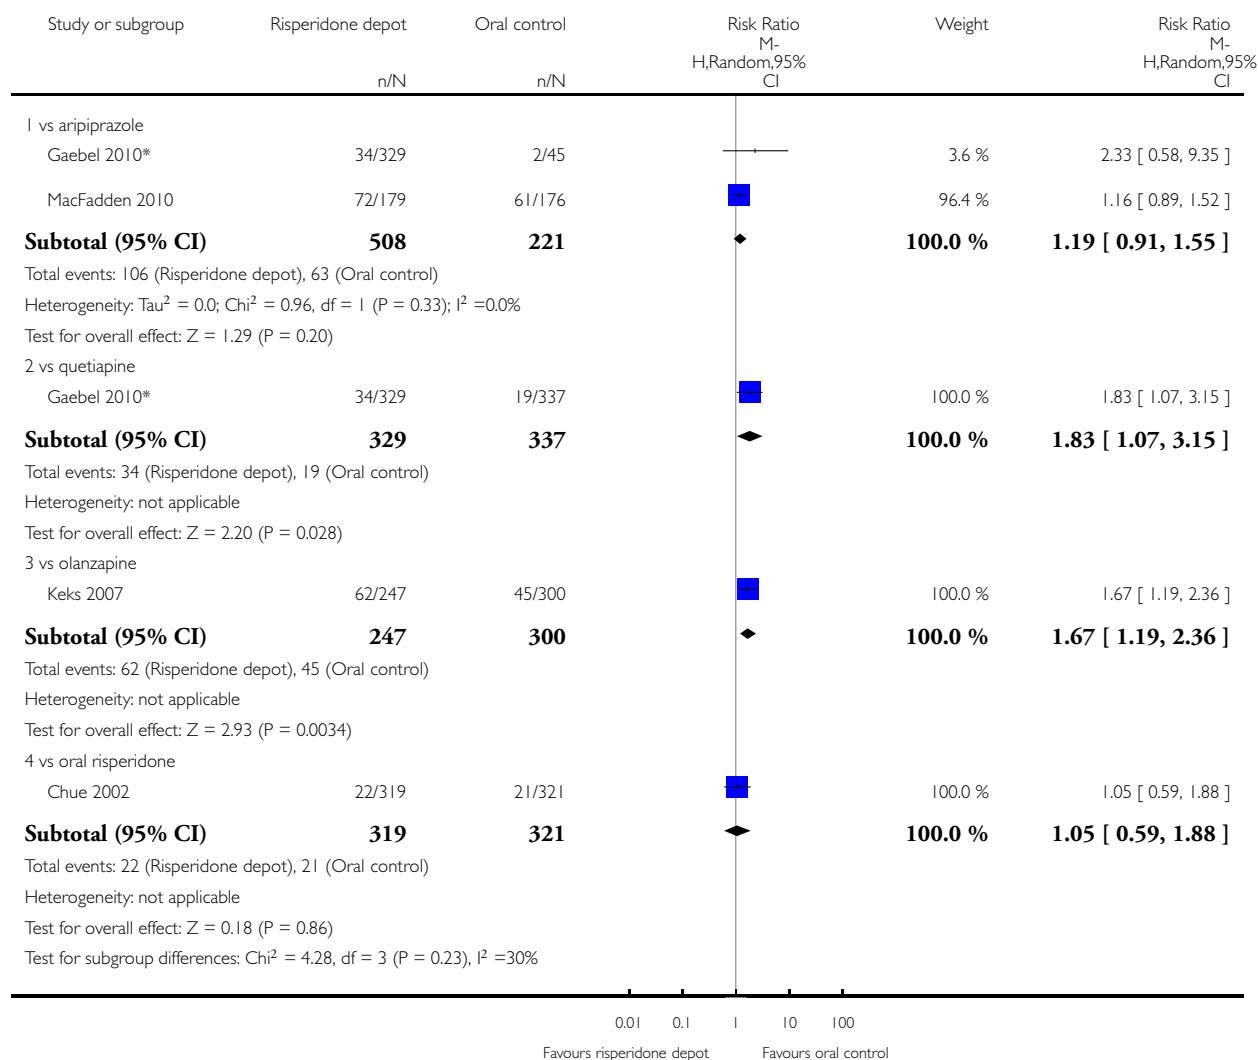 Study or subgroup Risperidone depot Oral control Risk Ratio Weight Risk Ratio
M- M-
H,Random,95% H,Random,95%
n/N n/N CI CI
1 vs aripiprazole
Gaebel 2010* 34/329 2/45 3.6 % 2.33 [ 0.58, 9.35 ]
MacFadden 2010 72/179 61/176 96.4 % 1.16 [ 0.89, 1.52 ]
Subtotal (95% CI) 508 221 100.0 % 1.19 [ 0.91, 1.55 ]
Total events: 106 (Risperidone depot), 63 (Oral control)
Heterogeneity: Tau² = 0.0; Chi² = 0.96, df = 1 (P = 0.33); I² =0.0%
Test for overall effect: Z = 1.29 (P = 0.20)
2 vs quetiapine
Gaebel 2010* 34/329 19/337 100.0 % 1.83 [ 1.07, 3.15 ]
Subtotal (95% CI) 329 337 100.0 % 1.83 [ 1.07, 3.15 ]
Total events: 34 (Risperidone depot), 19 (Oral control)
Heterogeneity: not applicable
Test for overall effect: Z = 2.20 (P = 0.028)
3 vs olanzapine
Keks 2007 62/247 45/300 100.0 % 1.67 [ 1.19, 2.36 ]
Subtotal (95% CI) 247 300 100.0 % 1.67 [ 1.19, 2.36 ]
Total events: 62 (Risperidone depot), 45 (Oral control)
Heterogeneity: not applicable
Test for overall effect: Z = 2.93 (P = 0.0034)
4 vs oral risperidone
Chue 2002 22/319 21/321 100.0 % 1.05 [ 0.59, 1.88 ]
Subtotal (95% CI) 319 321 100.0 % 1.05 [ 0.59, 1.88 ]
Total events: 22 (Risperidone depot), 21 (Oral control)
Heterogeneity: not applicable
Test for overall effect: Z = 0.18 (P = 0.86)
Test for subgroup differences: Chi² = 4.28, df = 3 (P = 0.23), I² =30%
0.01 0.1 1 10 100
Favours risperidone depot Favours oral control